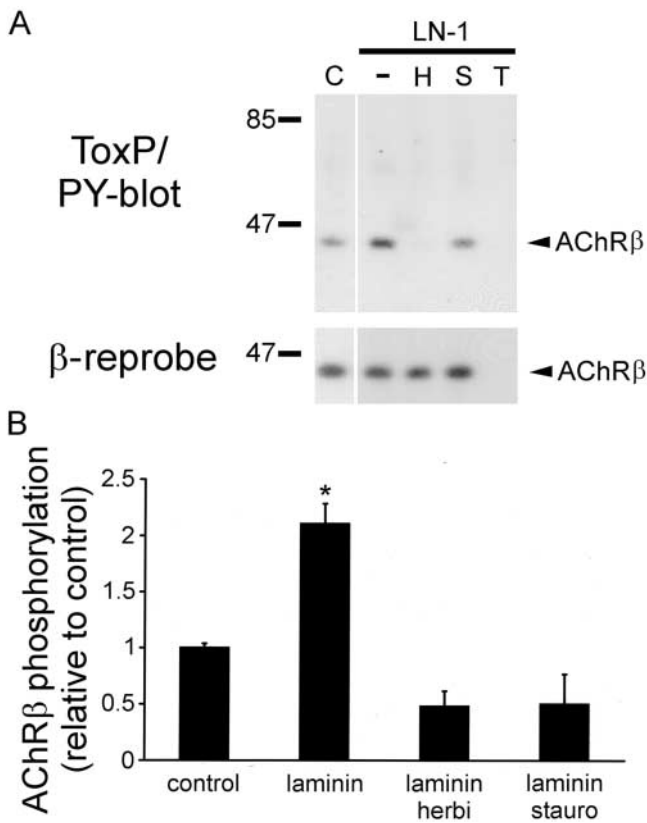 A
LN-1
C - H S T
85
ToxP/
PY-blot
47
AChRβ
β-reprobe
47
AChRβ
B
AChRβ phosphorylation
(relative to control)
2.5
*
2
1.5
1
0.5
0
control laminin laminin laminin
herbi stauro